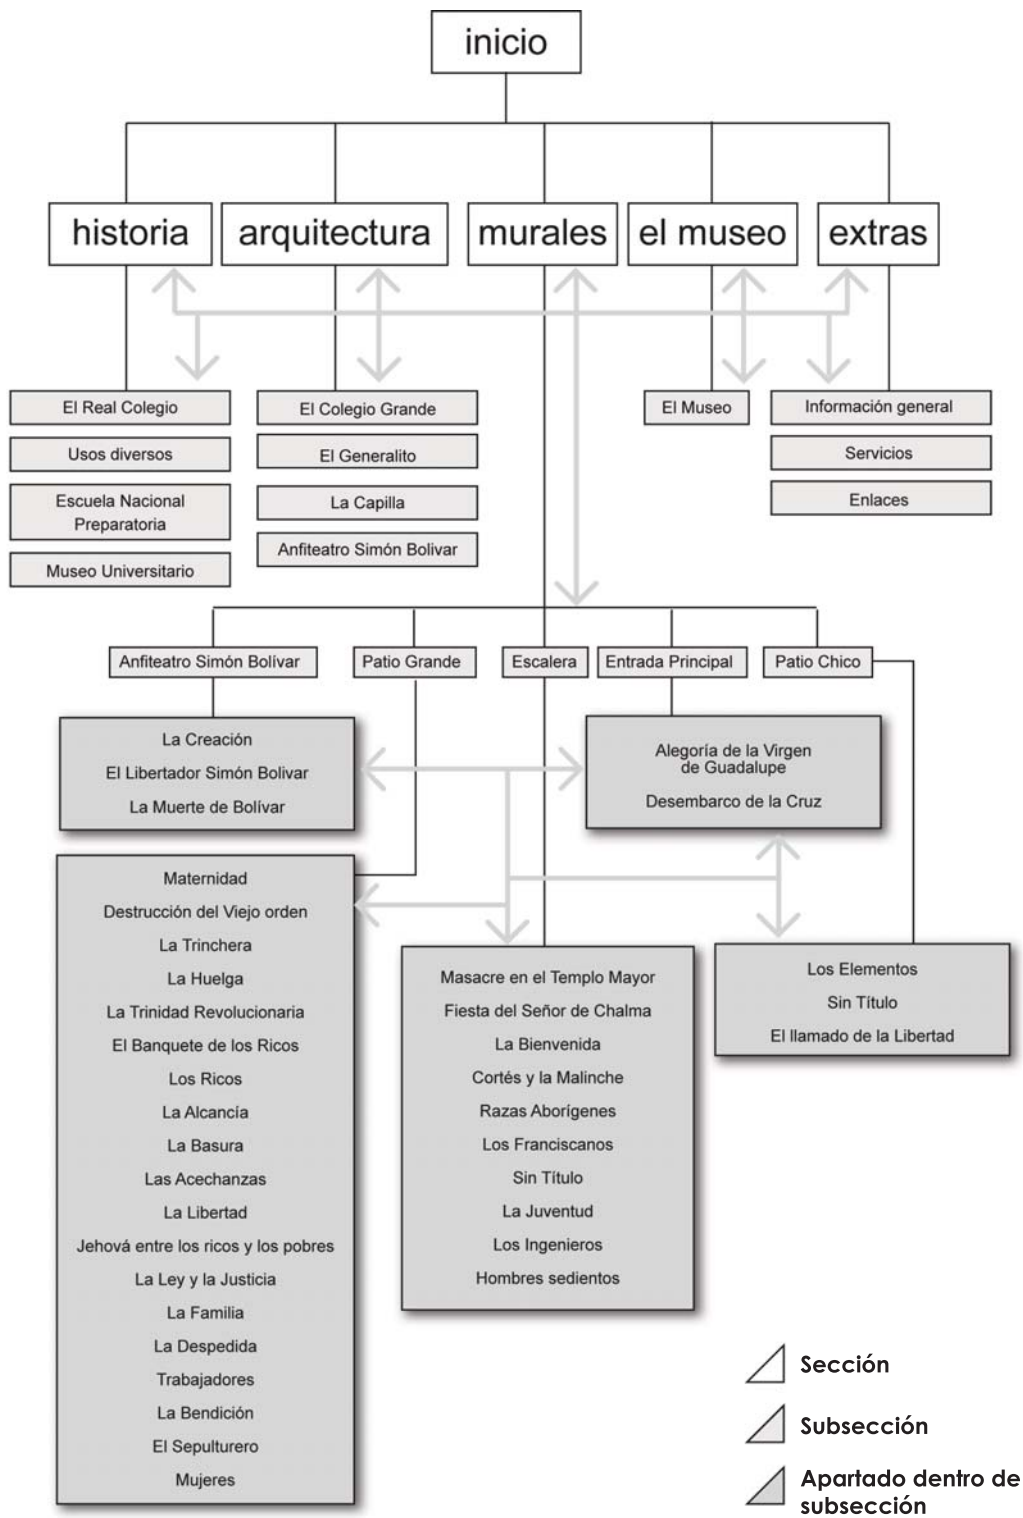 inicio
historia
arquitectura
murales
el museo
extras
El Real Colegio
Usos diversos
Escuela Nacional
Preparatoria
Museo Universitario
El Colegio Grande
El Generalito
La Capilla
Anfiteatro Simón Bolivar
El Museo
Información general
Servicios
Enlaces
Anfiteatro Simón Bolívar
Patio Grande
Escalera
Entrada Principal
Patio Chico
La Creación
El Libertador Simón Bolivar
La Muerte de Bolívar
Alegoría de la Virgen
de Guadalupe
Desembarco de la Cruz
Maternidad
Destrucción del Viejo orden
La Trinchera
La Huelga
La Trinidad Revolucionaria
El Banquete de los Ricos
Los Ricos
La Alcancía
La Basura
Las Acechanzas
La Libertad
Jehová entre los ricos y los pobres
La Ley y la Justicia
La Familia
La Despedida
Trabajadores
La Bendición
El Sepulturero
Mujeres
Masacre en el Templo Mayor
Fiesta del Señor de Chalma
La Bienvenida
Cortés y la Malinche
Razas Aborígenes
Los Franciscanos
Sin Título
La Juventud
Los Ingenieros
Hombres sedientos
Los Elementos
Sin Título
El llamado de la Libertad
Sección
Subsección
Apartado dentro de
subsección